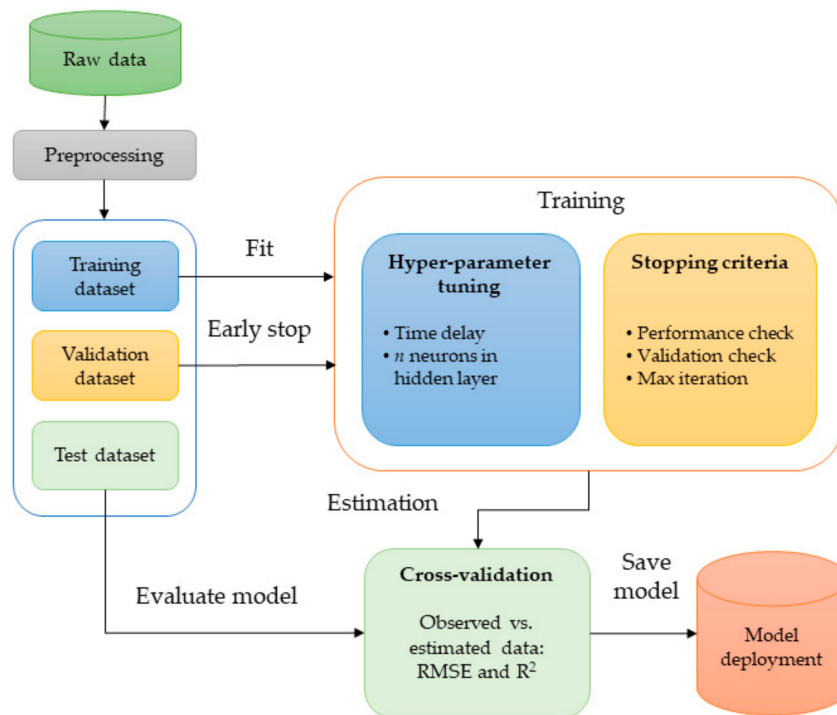 Raw data
Preprocessing
Training
dataset
Validation
dataset
Test dataset
Fit
Early stop
Training
Hyper-parameter
tuning
• Time delay
• n neurons in
hidden layer
Stopping criteria
• Performance check
• Validation check
• Max iteration
Estimation
Evaluate model
Cross-validation
Observed vs.
estimated data:
RMSE and R²
Save
model
Model
deployment